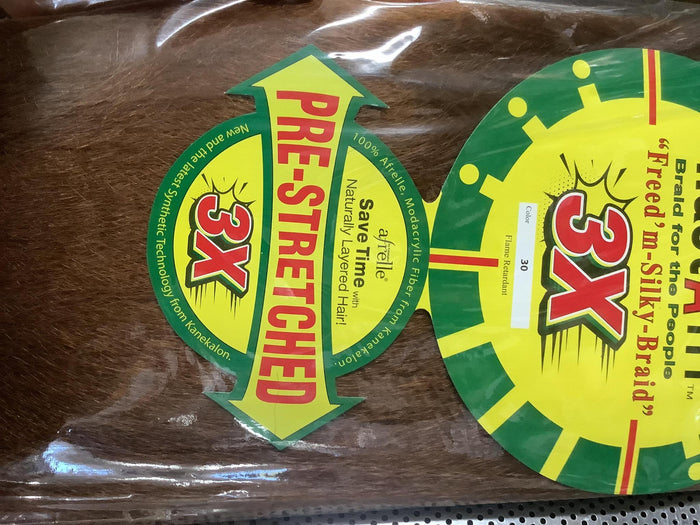 Braid for the People
TM
"Freed'm-Silky-Braid"
3X
Color
30
Flame Retardant
100% Afrelle, Modacrylic Fiber from Kanekalon.
afrelle®
Save Time with
Naturally Layered Hair!
PRE-STRETCHED
3X
New and the latest Synthetic Technology from Kanekalon.